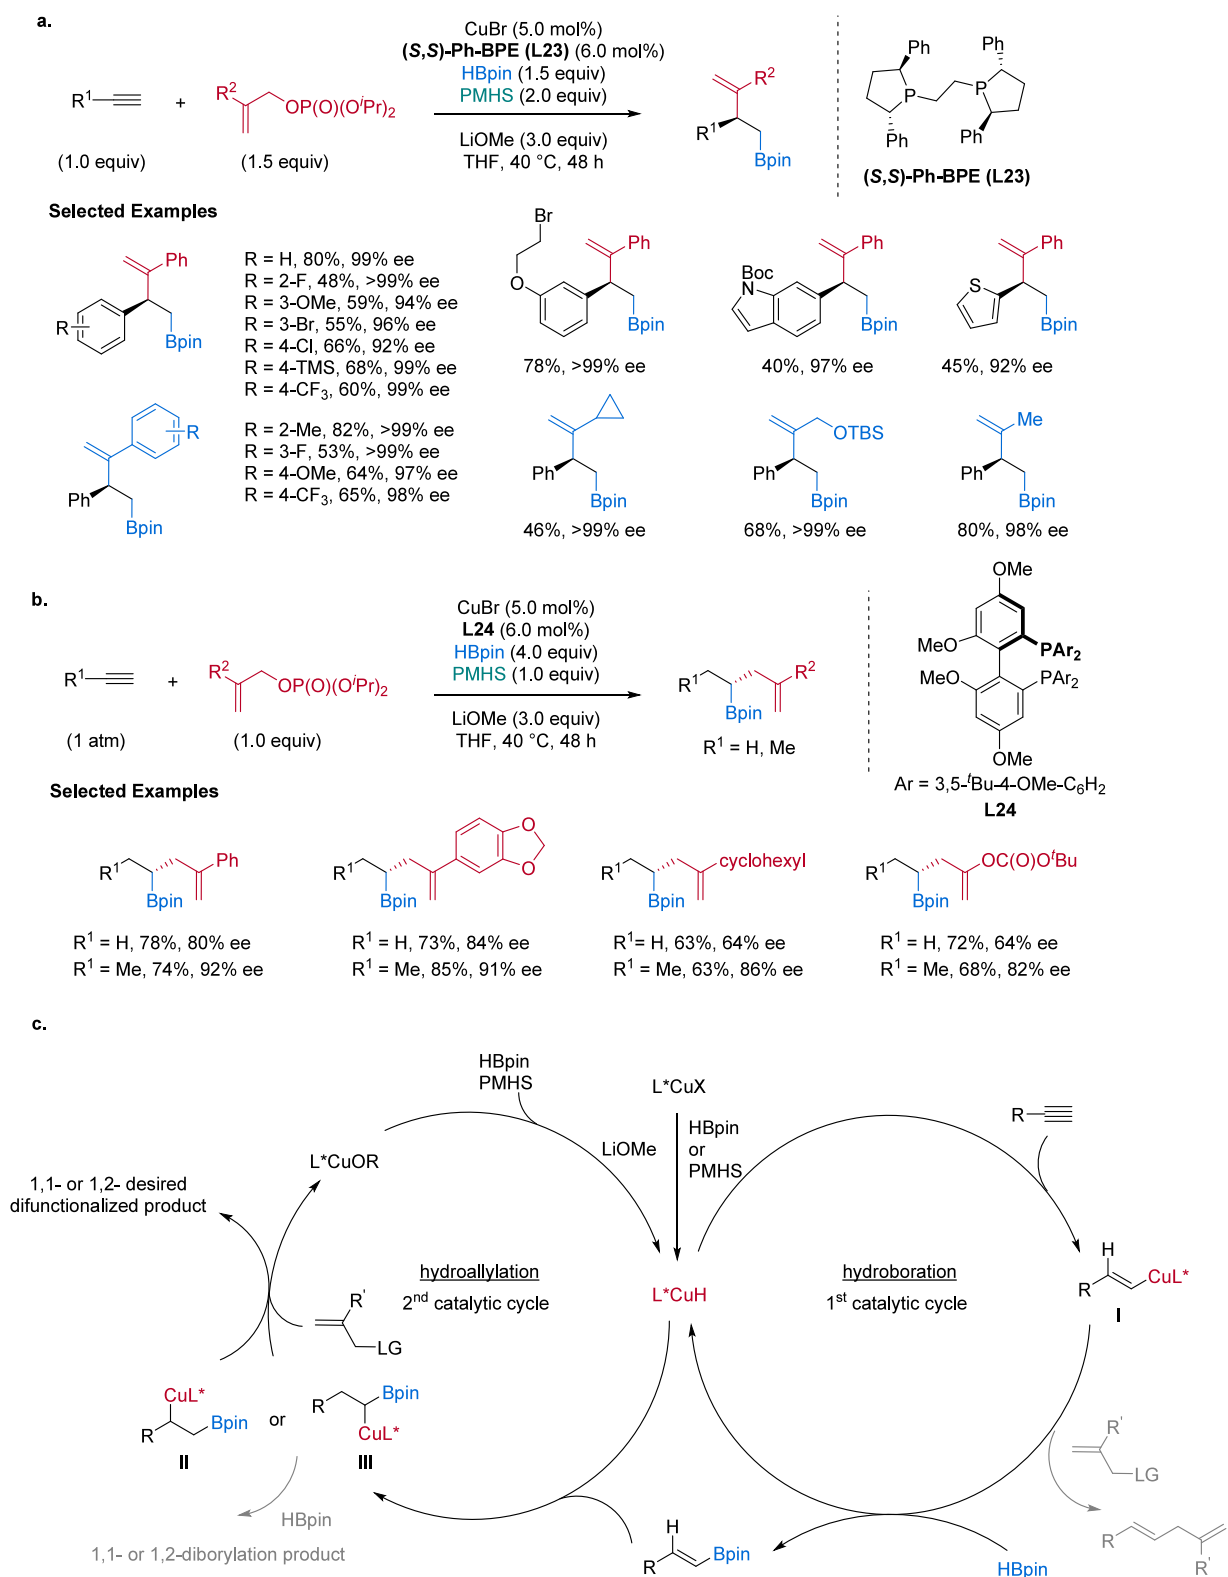 a.
CuBr (5.0 mol%)
(S,S)-Ph-BPE (L23) (6.0 mol%)
HBpin (1.5 equiv)
PMHS (2.0 equiv)
LiOMe (3.0 equiv)
THF, 40 °C, 48 h
R¹
+
R²
OP(O)(OⁱPr)₂
(1.0 equiv)
(1.5 equiv)
R²
R¹
Bpin
Ph
Ph
P
P
Ph
Ph
(S,S)-Ph-BPE (L23)
Selected Examples
Ph
R
Bpin
R = H, 80%, 99% ee
R = 2-F, 48%, >99% ee
R = 3-OMe, 59%, 94% ee
R = 3-Br, 55%, 96% ee
R = 4-Cl, 66%, 92% ee
R = 4-TMS, 68%, 99% ee
R = 4-CF₃, 60%, 99% ee
Br
O
Ph
Bpin
78%, >99% ee
Boc
N
Ph
Bpin
40%, 97% ee
S
Ph
Bpin
45%, 92% ee
R
Ph
Bpin
R = 2-Me, 82%, >99% ee
R = 3-F, 53%, >99% ee
R = 4-OMe, 64%, 97% ee
R = 4-CF₃, 65%, 98% ee
Ph
Bpin
46%, >99% ee
OTBS
Ph
Bpin
68%, >99% ee
Me
Ph
Bpin
80%, 98% ee
b.
CuBr (5.0 mol%)
L24 (6.0 mol%)
HBpin (4.0 equiv)
PMHS (1.0 equiv)
LiOMe (3.0 equiv)
THF, 40 °C, 48 h
R¹
+
R²
OP(O)(OⁱPr)₂
(1 atm)
(1.0 equiv)
R¹
R²
Bpin
R¹ = H, Me
OMe
MeO
PAr₂
MeO
PAr₂
OMe
Ar = 3,5-ᵗBu-4-OMe-C₆H₂
L24
Selected Examples
R¹
Ph
Bpin
R¹ = H, 78%, 80% ee
R¹ = Me, 74%, 92% ee
R¹
O
O
Bpin
R¹ = H, 73%, 84% ee
R¹ = Me, 85%, 91% ee
R¹
cyclohexyl
Bpin
R¹= H, 63%, 64% ee
R¹ = Me, 63%, 86% ee
R¹
OC(O)OᵗBu
Bpin
R¹ = H, 72%, 64% ee
R¹ = Me, 68%, 82% ee
c.
HBpin
PMHS
L*CuX
LiOMe
HBpin
or
PMHS
R
L*CuOR
1,1- or 1,2- desired
difunctionalized product
hydroallylation
2ⁿᵈ catalytic cycle
L*CuH
hydroboration
1ˢᵗ catalytic cycle
H
R
CuL*
I
R'
LG
CuL*
R
Bpin
II
or
R
Bpin
CuL*
III
HBpin
1,1- or 1,2-diborylation product
H
R
Bpin
HBpin
R'
LG
R
R'